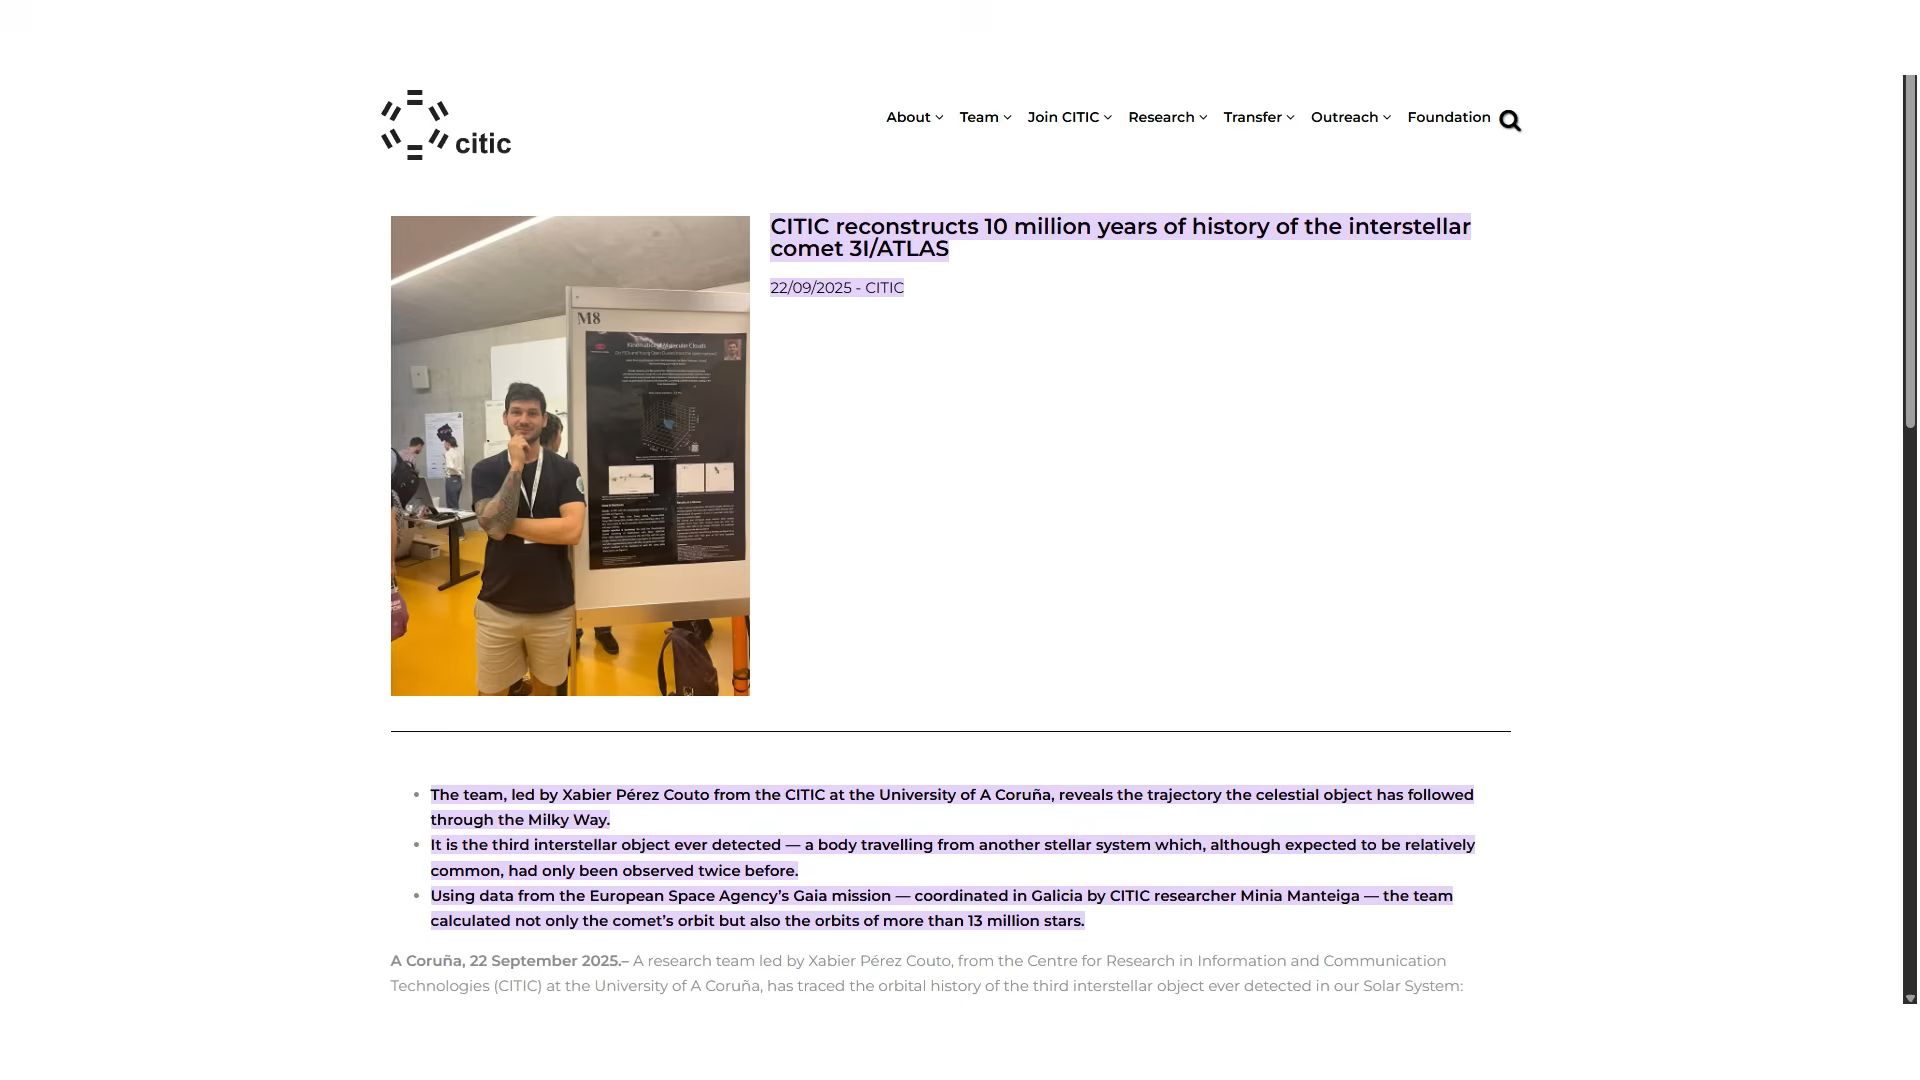 citic
About
Team
Join CITIC
Research
Transfer
Outreach
Foundation
CITIC reconstructs 10 million years of history of the interstellar
comet 3I/ATLAS
22/09/2025 - CITIC
M8
The team, led by Xabier Pérez Couto from the CITIC at the University of A Coruña, reveals the trajectory the celestial object has followed
through the Milky Way.
It is the third interstellar object ever detected — a body travelling from another stellar system which, although expected to be relatively
common, had only been observed twice before.
Using data from the European Space Agency’s Gaia mission — coordinated in Galicia by CITIC researcher Minia Manteiga — the team
calculated not only the comet’s orbit but also the orbits of more than 13 million stars.
A Coruña, 22 September 2025.– A research team led by Xabier Pérez Couto, from the Centre for Research in Information and Communication
Technologies (CITIC) at the University of A Coruña, has traced the orbital history of the third interstellar object ever detected in our Solar System: